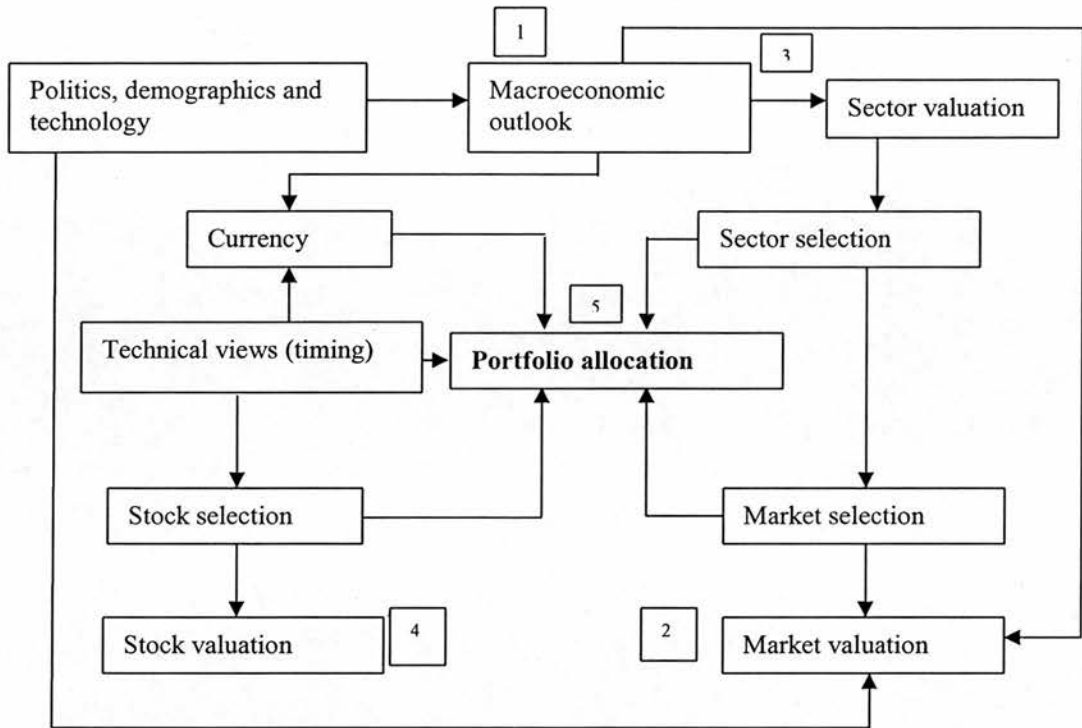 1
3
Politics, demographics and
technology
Macroeconomic
outlook
Sector valuation
Currency
Sector selection
5
Technical views (timing)
Portfolio allocation
Stock selection
Market selection
Stock valuation
4
2
Market valuation